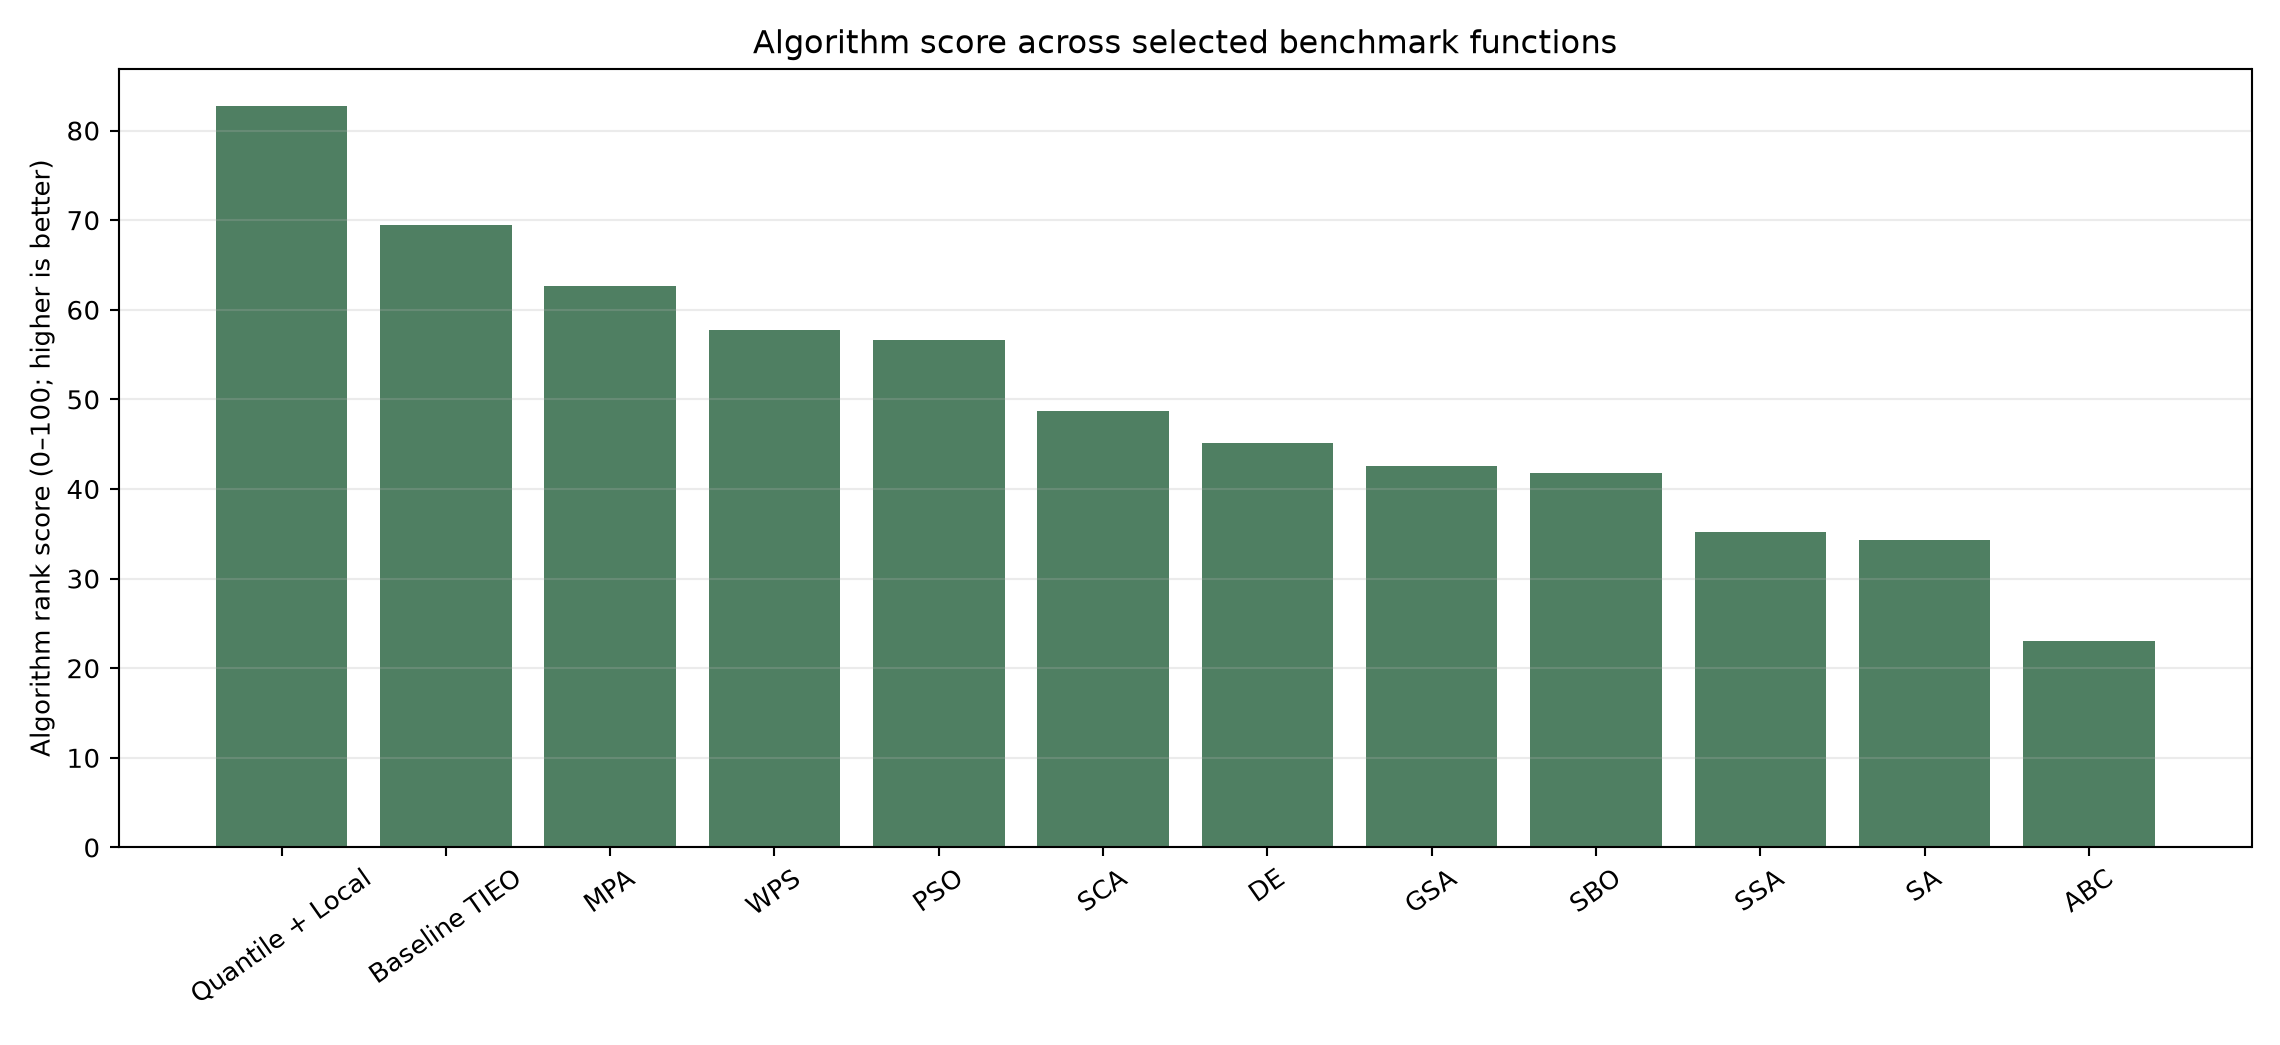 Algorithm score across selected benchmark functions
Algorithm rank score (0–100; higher is better)
80
70
60
50
40
30
20
10
0
Quantile + Local
Baseline TIEO
MPA
WPS
PSO
SCA
DE
GSA
SBO
SSA
SA
ABC